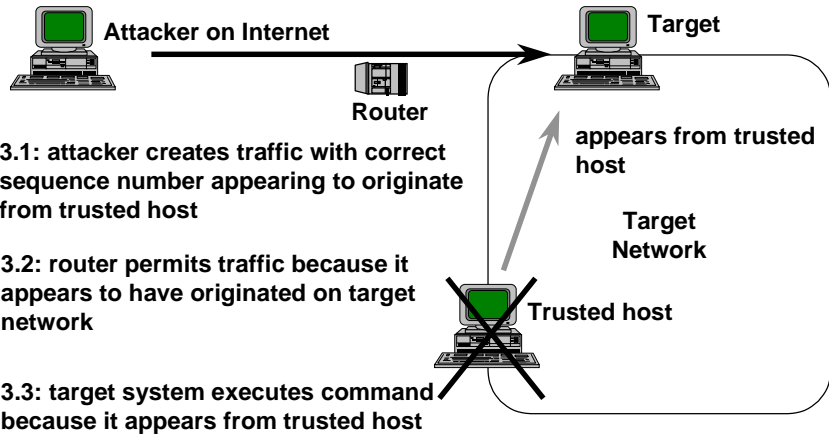 Attacker on Internet
Target
Router
3.1: attacker creates traffic with correct
sequence number appearing to originate
from trusted host
appears from trusted
host
Target
Network
3.2: router permits traffic because it
appears to have originated on target
network
Trusted host
3.3: target system executes command
because it appears from trusted host